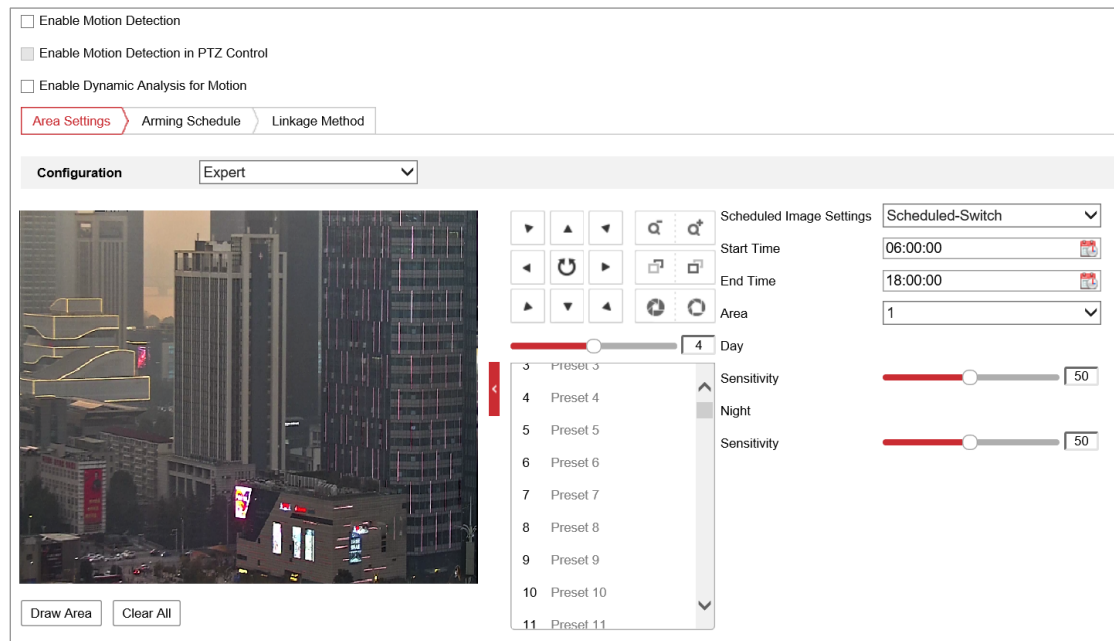 Enable Motion Detection
Enable Motion Detection in PTZ Control
Enable Dynamic Analysis for Motion
Area Settings Arming Schedule Linkage Method
Configuration Expert
Scheduled Image Settings Scheduled-Switch
Start Time 06:00:00
End Time 18:00:00
Area 1
4 Day
Sensitivity 50
Night
Sensitivity 50
3 Preset 3
4 Preset 4
5 Preset 5
6 Preset 6
7 Preset 7
8 Preset 8
9 Preset 9
10 Preset 10
11 Preset 11
Draw Area Clear All